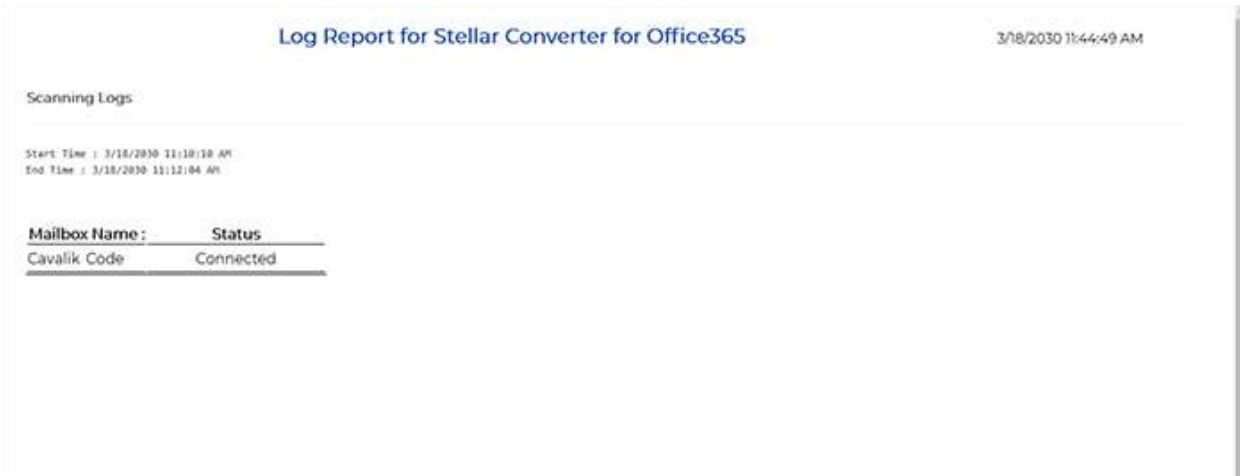 Log Report for Stellar Converter for Office365
3/18/2030 11:44:49 AM
Scanning Logs
Start Time : 3/18/2030 11:10:10 AM
End Time : 3/18/2030 11:12:04 AM
Mailbox Name : Status
Cavalik Code Connected